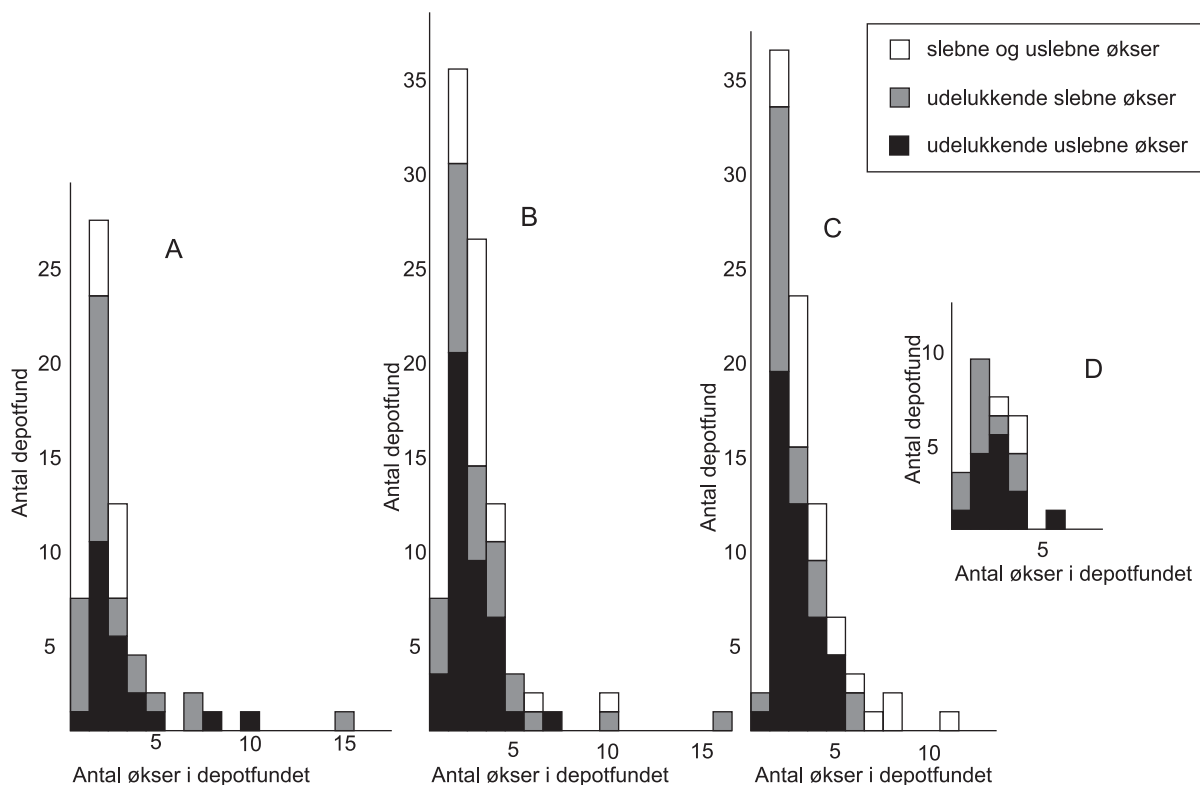 slebne og uslebne økser
udelukkende slebne økser
udelukkende uslebne økser
A
25
20
15
10
5
Antal depotfund
5 10 15
Antal økser i depotfundet
B
35
30
25
20
15
10
5
Antal depotfund
5 10 15
Antal økser i depotfundet
C
35
30
25
20
15
10
5
Antal depotfund
5 10
Antal økser i depotfundet
D
10
5
Antal depotfund
5
Antal økser i depotfundet